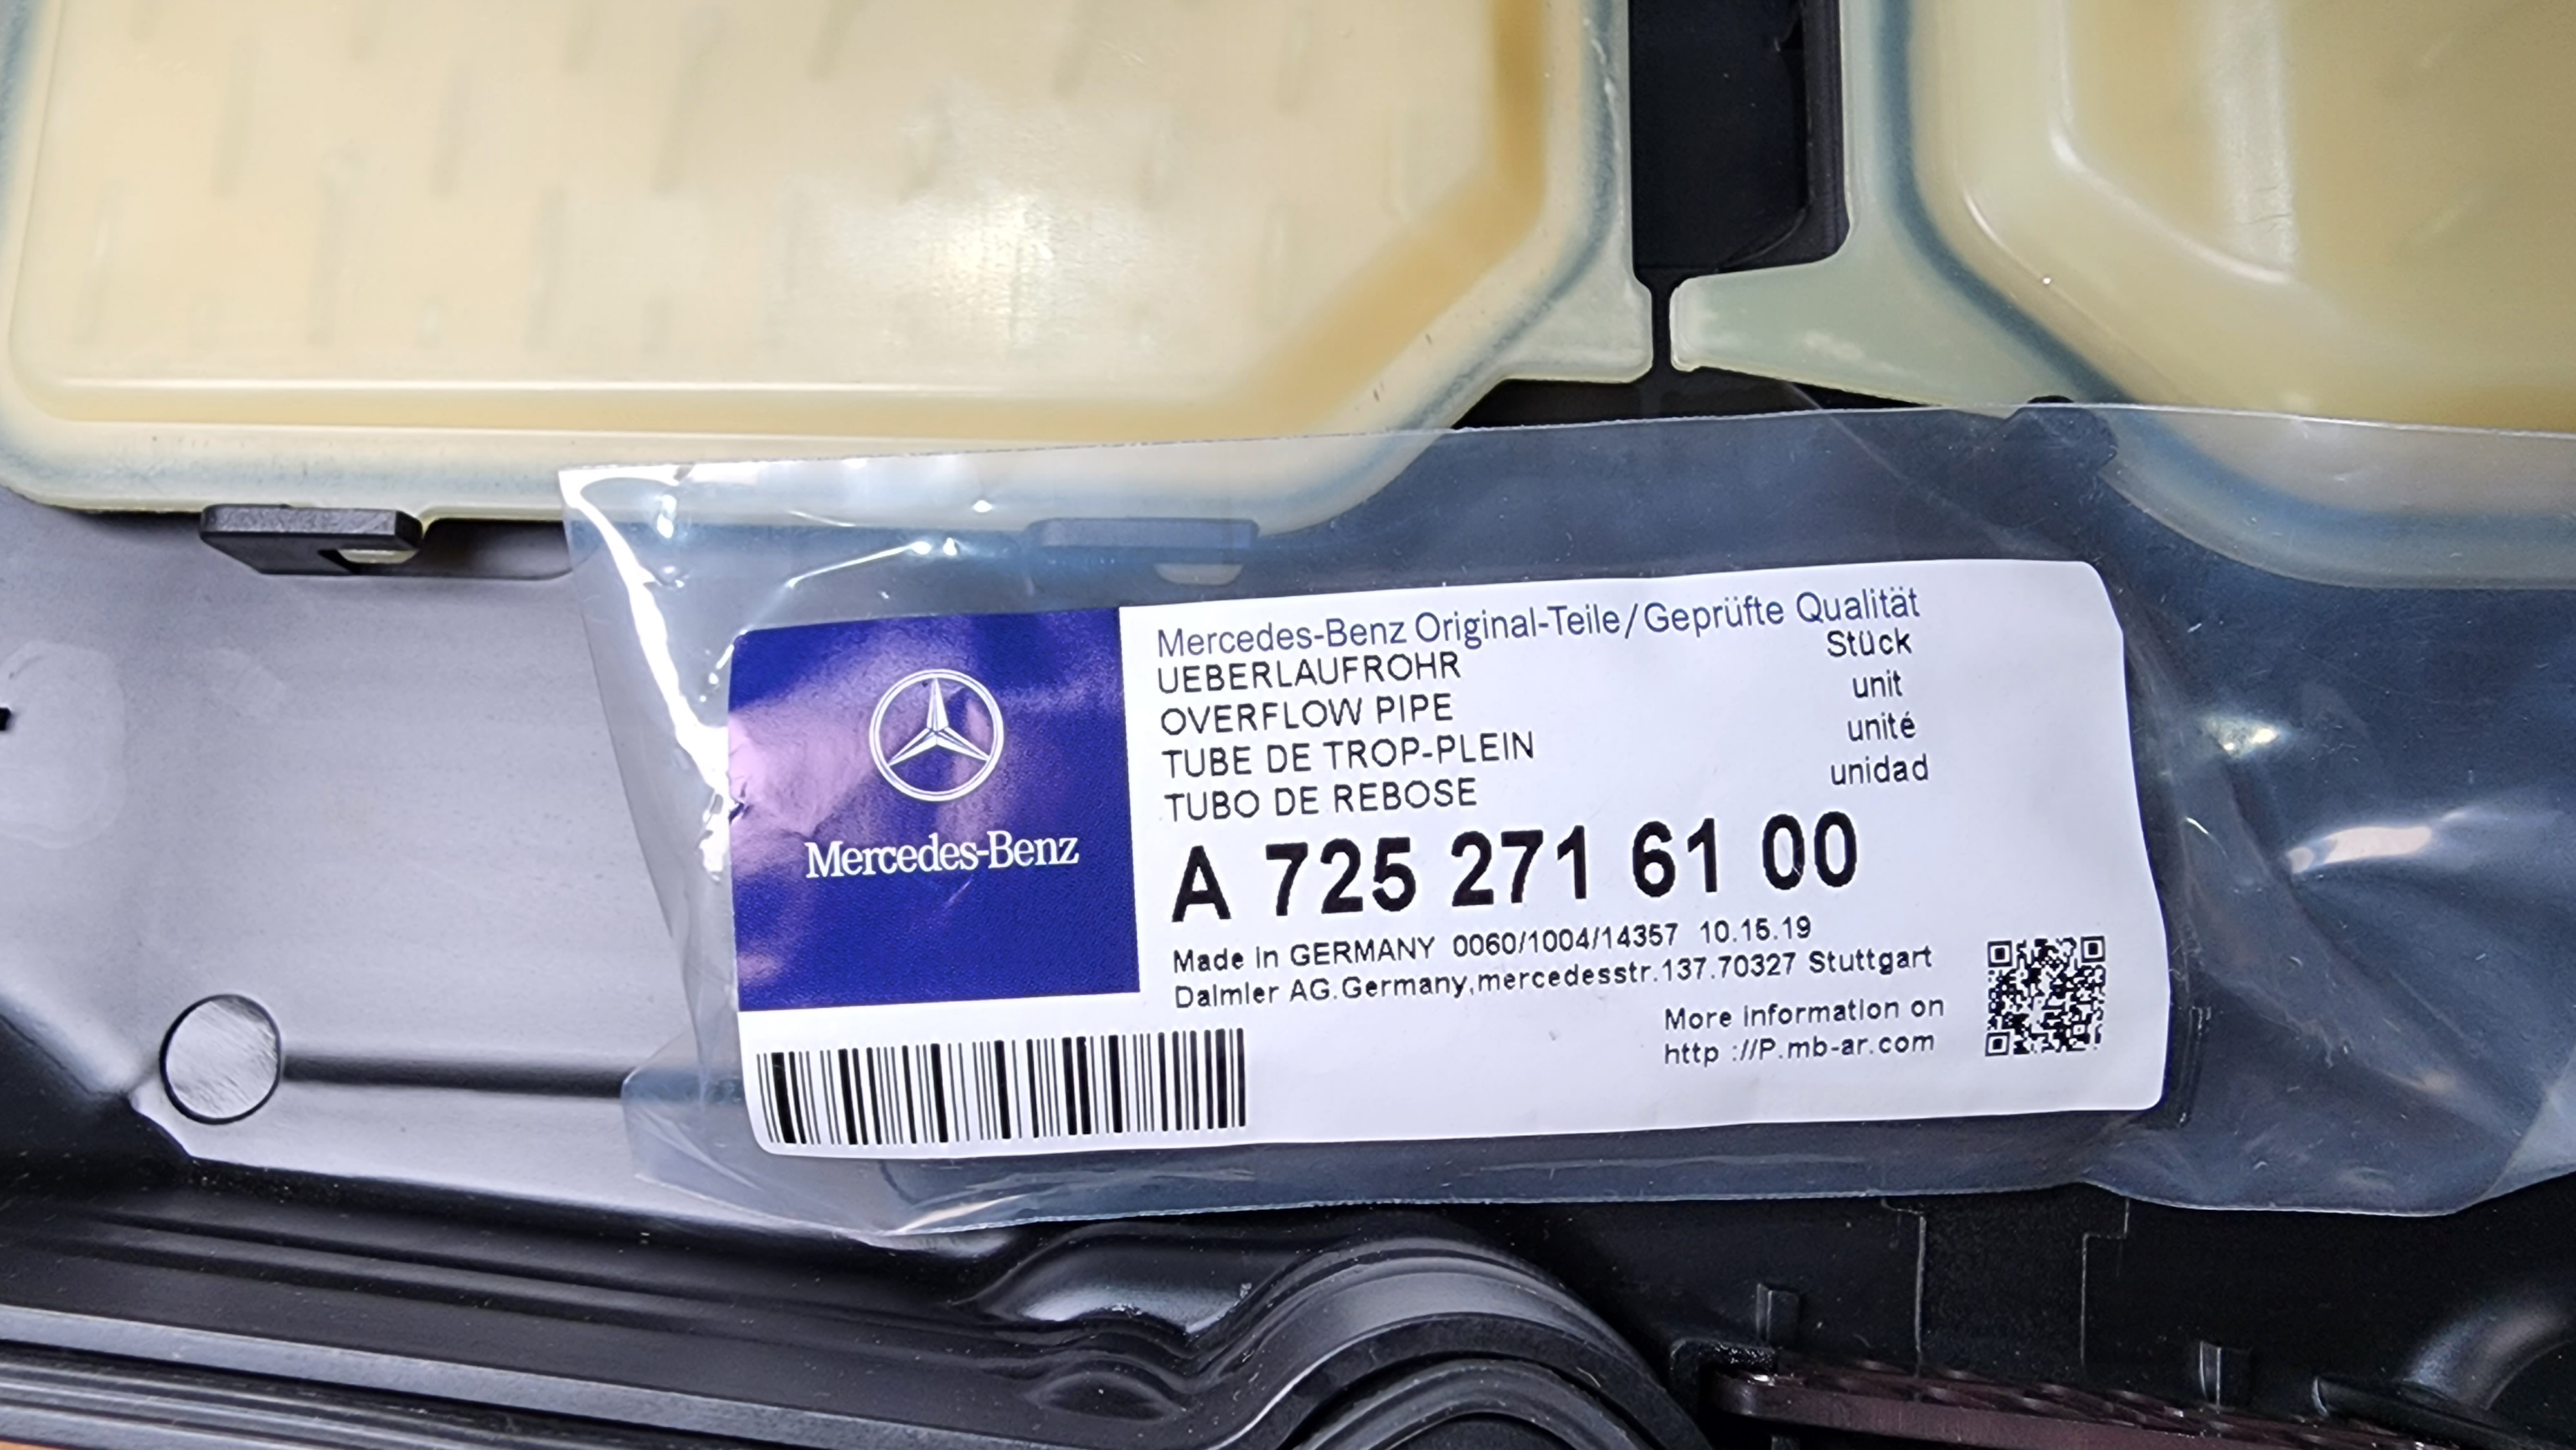 Mercedes-Benz
Mercedes-Benz Original-Teile/Geprüfte Qualität
UEBERLAUFROHR Stück
OVERFLOW PIPE unit
TUBE DE TROP-PLEIN unité
TUBO DE REBOSE unidad
A 725 271 61 00
Made in GERMANY 0060/1004/14357 10.15.19
Daimler AG.Germany,mercedesstr.137.70327 Stuttgart
More information on
http ://P.mb-ar.com